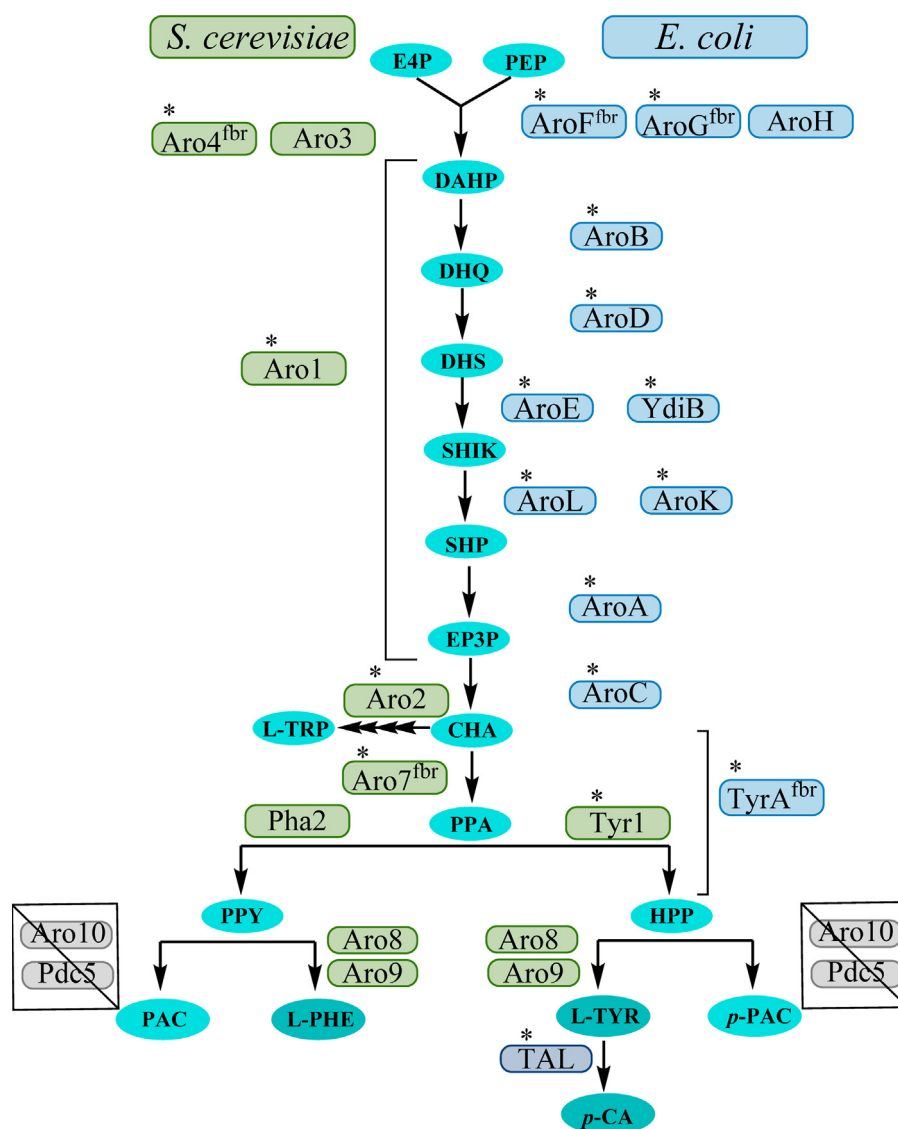 S. cerevisiae
E. coli
E4P
PEP
*
*
*
Aro4fbr
Aro3
AroFfbr
AroGfbr
AroH
DAHP
*
AroB
DHQ
*
AroD
*
Aro1
DHS
*
*
AroE
YdiB
SHIK
*
*
AroL
AroK
SHP
*
AroA
EP3P
*
*
Aro2
AroC
L-TRP
CHA
*
Aro7fbr
*
TyrAfbr
Pha2
PPA
*
Tyr1
PPY
HPP
Aro10
Pdc5
Aro8
Aro9
Aro8
Aro9
Aro10
Pdc5
PAC
L-PHE
L-TYR
p-PAC
*
TAL
p-CA